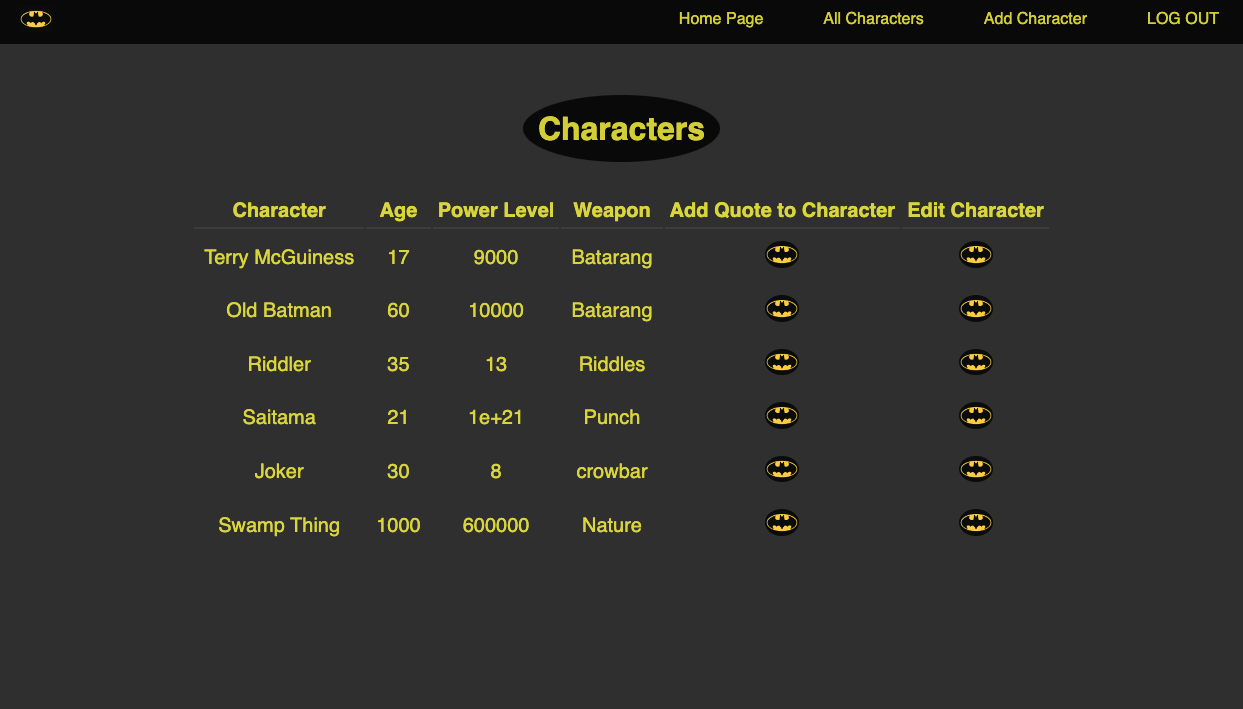 Home Page All Characters Add Character LOG OUT
Characters
Character Age Power Level Weapon Add Quote to Character Edit Character
Terry McGuiness 17 9000 Batarang
Old Batman 60 10000 Batarang
Riddler 35 13 Riddles
Saitama 21 1e+21 Punch
Joker 30 8 crowbar
Swamp Thing 1000 600000 Nature